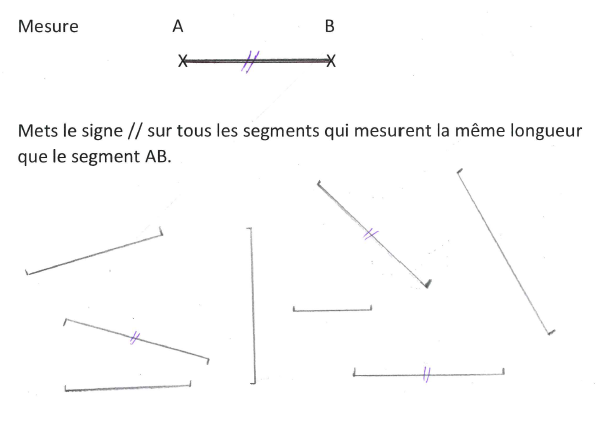 Mesure A B
//
Mets le signe // sur tous les segments qui mesurent la même longueur
que le segment AB.
//
//
//